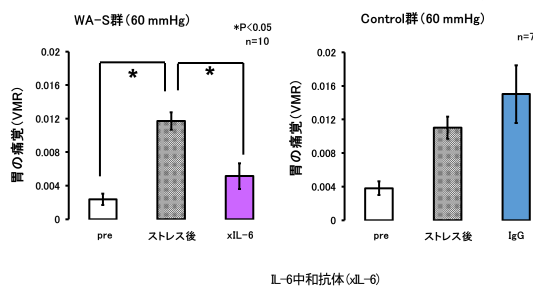 WA-S群(60 mmHg)
*P<0.05
n=10
胃の痛覚(VMR)
0.02
0.016
0.012
0.008
0.004
0
*
*
pre
ストレス後
xIL-6
Control群(60 mmHg)
n=7
胃の痛覚(VMR)
0.02
0.016
0.012
0.008
0.004
0
pre
ストレス後
IgG
IL-6中和抗体(xIL-6)